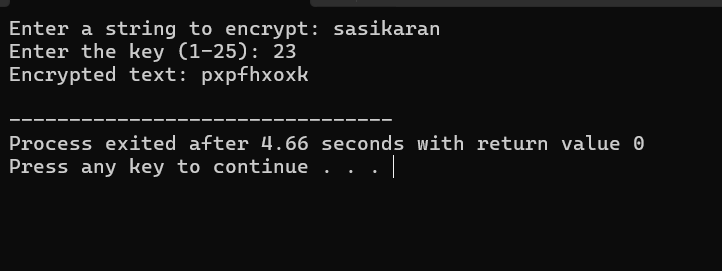 Enter a string to encrypt: sasikaran
Enter the key (1-25): 23
Encrypted text: pxpfhxoxk
--------------------------------
Process exited after 4.66 seconds with return value 0
Press any key to continue . . .